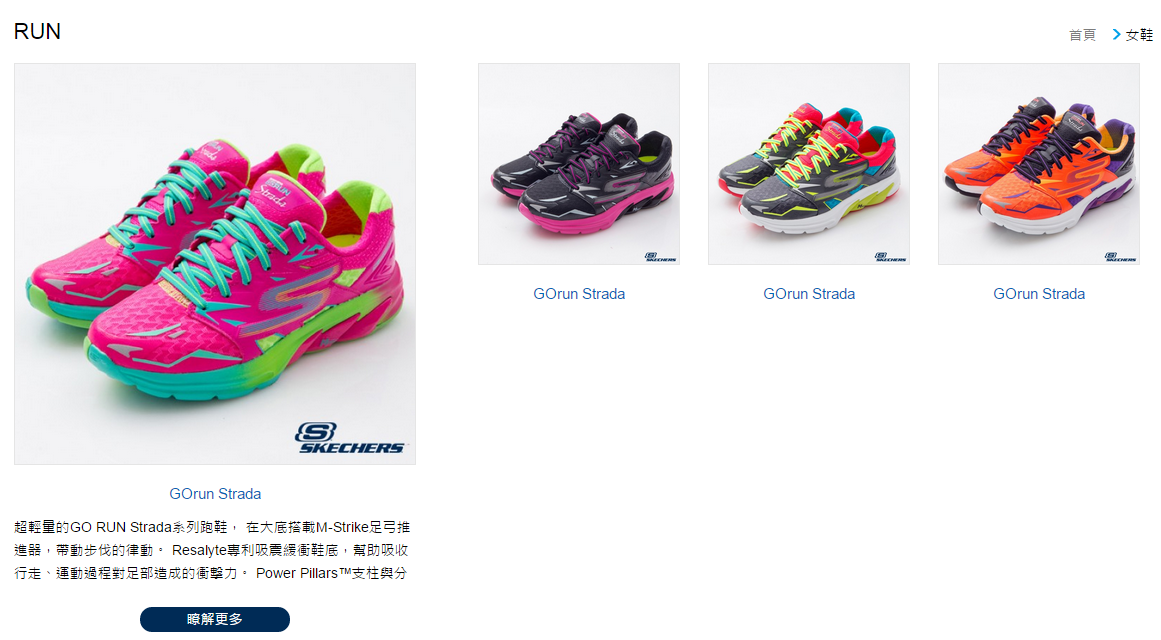 RUN
首頁 女鞋
SKECHERS
GOrun Strada
超輕量的GO RUN Strada系列跑鞋， 在大底搭載M-Strike足弓推
進器，帶動步伐的律動。 Resalyte專利吸震緩衝鞋底，幫助吸收
行走、運動過程對足部造成的衝擊力。 Power Pillars™支柱與分
瞭解更多
SKECHERS
GOrun Strada
SKECHERS
GOrun Strada
SKECHERS
GOrun Strada